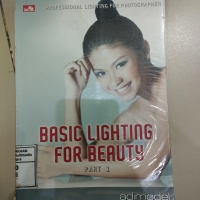 PROFESSIONAL LIGHTING FOR PHOTOGRAPHER
BASIC LIGHTING
FOR BEAUTY
PART 1
adimodel